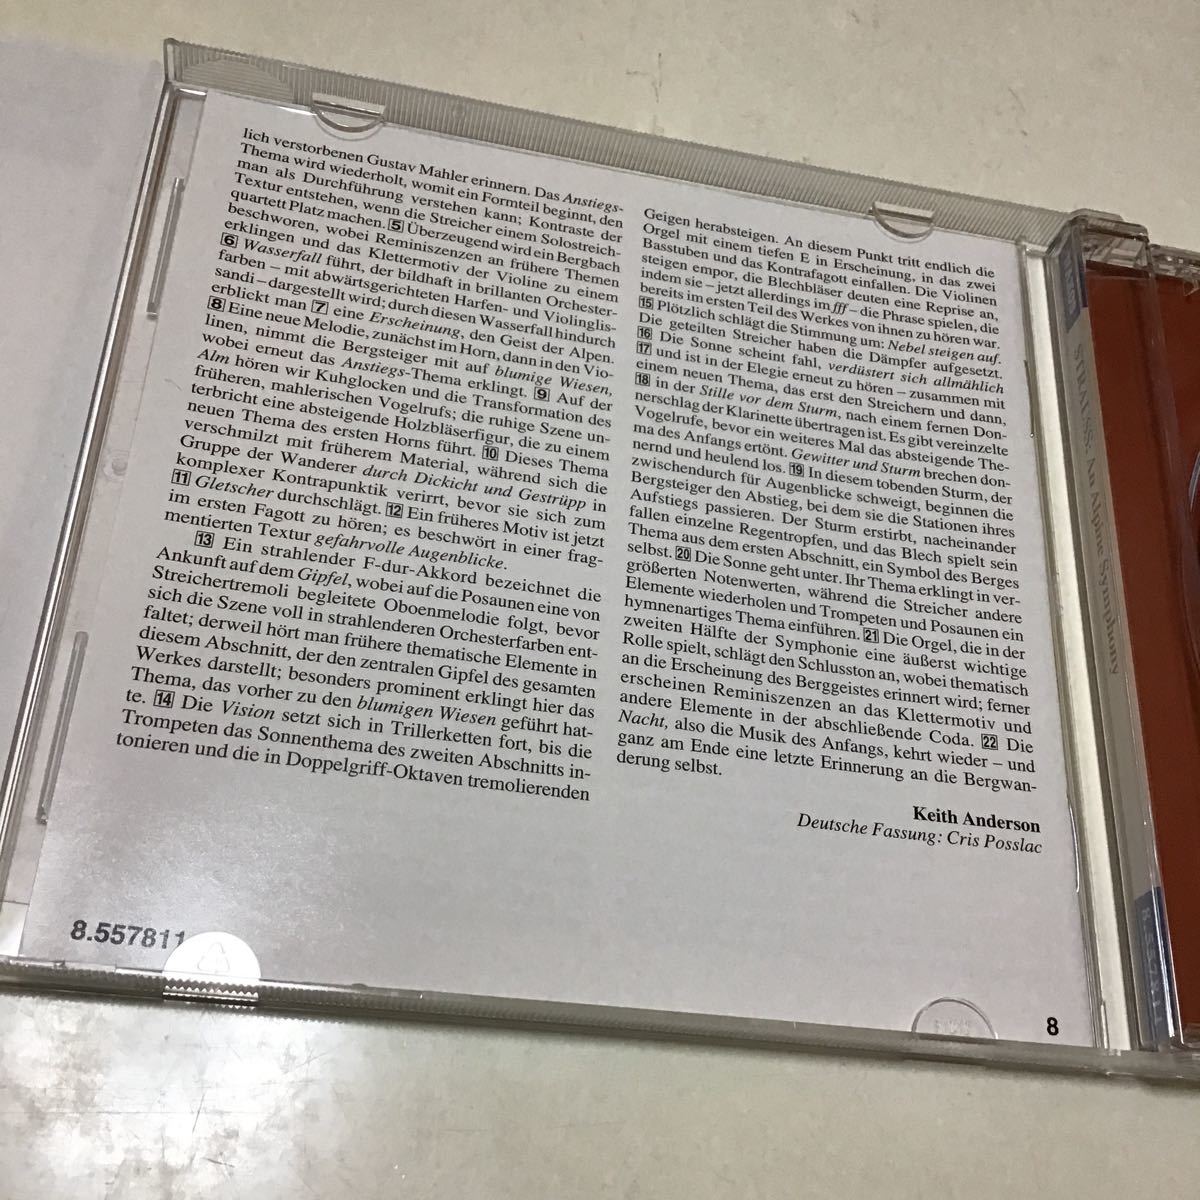 lich verstorbenen Gustav Mahler erinnern. Das Anstiegs-
Thema wird wiederholt, womit ein Formteil beginnt, den
man als Durchführung verstehen kann; Kontraste der
Textur entstehen, wenn die Streicher einem Solostreich-
quartett Platz machen. 5 Überzeugend wird ein Bergbach
beschworen, wobei Reminiszenzen an frühere Themen
erklingen und das Klettermotiv der Violine zu einem
6 Wasserfall führt, der bildhaft in brillanten Orchester-
farben – mit abwärtsgerichteten Harfen- und Violinglis-
sandi – dargestellt wird; durch diesen Wasserfall hindurch
erblickt man 7 eine Erscheinung, den Geist der Alpen.
8 Eine neue Melodie, zunächst im Horn, dann in den Vio-
linen, nimmt die Bergsteiger mit auf blumige Wiesen,
wobei erneut das Anstiegs-Thema erklingt. 9 Auf der
Alm hören wir Kuhglocken und die Transformation des
früheren, mahlerischen Vogelrufs; die ruhige Szene un-
terbricht eine absteigende Holzbläserfigur, die zu einem
neuen Thema des ersten Horns führt. 10 Dieses Thema
verschmilzt mit früherem Material, während sich die
Gruppe der Wanderer durch Dickicht und Gestrüpp in
komplexer Kontrapunktik verirrt, bevor sie sich zum
11 Gletscher durchschlägt. 12 Ein früheres Motiv ist jetzt
im ersten Fagott zu hören; es beschwört in einer frag-
mentierten Textur gefahrvolle Augenblicke.
13 Ein strahlender F-dur-Akkord bezeichnet die
Ankunft auf dem Gipfel, wobei auf die Posaunen eine von
Streichertremoli begleitete Oboenmelodie folgt, bevor
sich die Szene voll in strahlenderen Orchesterfarben ent-
faltet; derweil hört man frühere thematische Elemente in
diesem Abschnitt, der den zentralen Gipfel des gesamten
Werkes darstellt; besonders prominent erklingt hier das
Thema, das vorher zu den blumigen Wiesen geführt hat-
te. 14 Die Vision setzt sich in Trillerketten fort, bis die
Trompeten das Sonnenthema des zweiten Abschnitts in-
tonieren und die in Doppelgriff-Oktaven tremolierenden
Geigen herabsteigen. An diesem Punkt tritt endlich die
Orgel mit einem tiefen E in Erscheinung, in das zwei
Basstuben und das Kontrafagott einfallen. Die Violinen
steigen empor, die Blechbläser deuten eine Reprise an,
indem sie – jetzt allerdings im fff – die Phrase spielen, die
bereits im ersten Teil des Werkes von ihnen zu hören war.
15 Plötzlich schlägt die Stimmung um: Nebel steigen auf.
Die geteilten Streicher haben die Dämpfer aufgesetzt.
16 Die Sonne scheint fahl, verdüstert sich allmählich
17 und ist in der Elegie erneut zu hören – zusammen mit
einem neuen Thema, das erst den Streichern und dann,
18 in der Stille vor dem Sturm, nach einem fernen Don-
nerschlag der Klarinette übertragen ist. Es gibt vereinzelte
Vogelrufe, bevor ein weiteres Mal das absteigende The-
ma des Anfangs ertönt. Gewitter und Sturm brechen don-
nernd und heulend los. 19 In diesem tobenden Sturm, der
zwischendurch für Augenblicke schweigt, beginnen die
Bergsteiger den Abstieg, bei dem sie die Stationen ihres
Aufstiegs passieren. Der Sturm erstirbt, nacheinander
fallen einzelne Regentropfen, und das Blech spielt sein
Thema aus dem ersten Abschnitt, ein Symbol des Berges
selbst. 20 Die Sonne geht unter. Ihr Thema erklingt in ver-
größerten Notenwerten, während die Streicher andere
Elemente wiederholen und Trompeten und Posaunen ein
hymnenartiges Thema einführen. 21 Die Orgel, die in der
zweiten Hälfte der Symphonie eine äußerst wichtige
Rolle spielt, schlägt den Schlusston an, wobei thematisch
an die Erscheinung des Berggeistes erinnert wird; ferner
erscheinen Reminiszenzen an das Klettermotiv und
andere Elemente in der abschließende Coda. 22 Die
Nacht, also die Musik des Anfangs, kehrt wieder – und
ganz am Ende eine letzte Erinnerung an die Bergwan-
derung selbst.
Keith Anderson
Deutsche Fassung: Cris Posslac
8.557811
8
STRAUSS: An Alpine Symphony